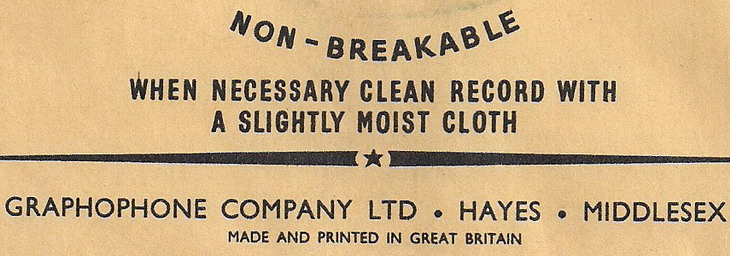 NON-BREAKABLE
WHEN NECESSARY CLEAN RECORD WITH
A SLIGHTLY MOIST CLOTH
GRAPHOPHONE COMPANY LTD • HAYES • MIDDLESEX
MADE AND PRINTED IN GREAT BRITAIN